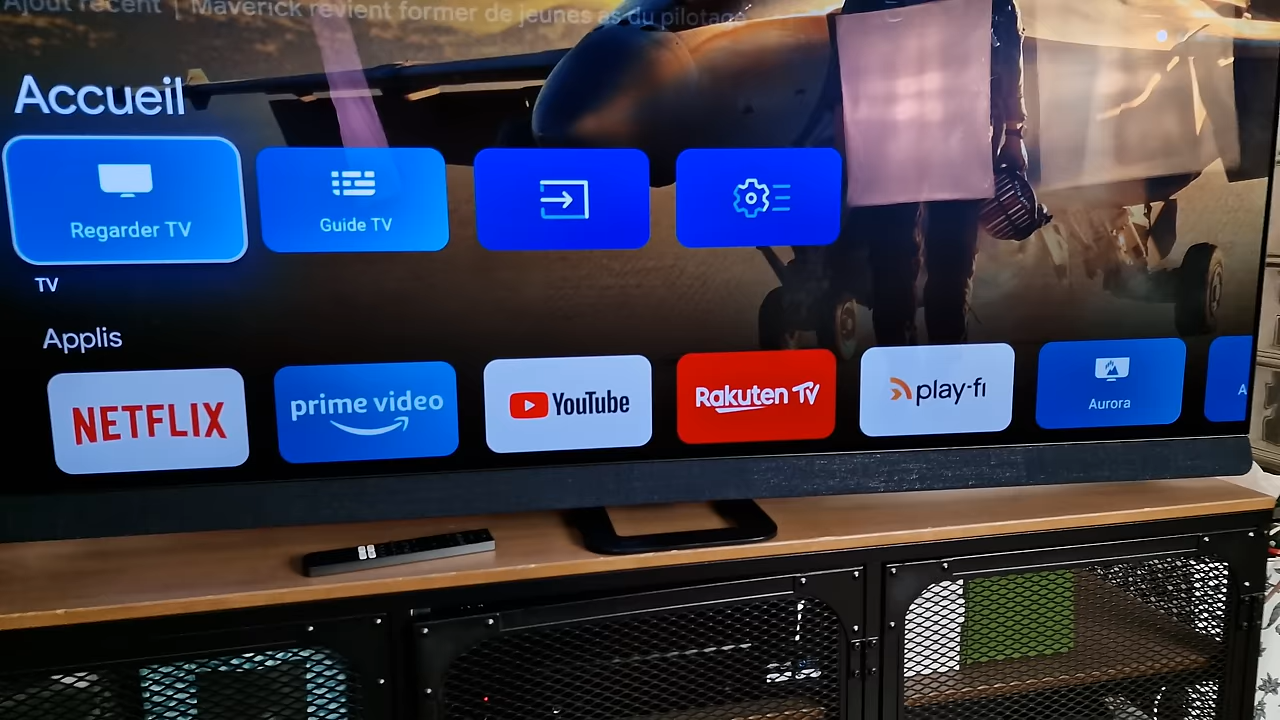 Ajout récent | Maverick revient former de jeunes as du pilotage
Accueil
Regarder TV
Guide TV
TV
Applis
NETFLIX
prime video
YouTube
Rakuten TV
play-fi
Aurora
A